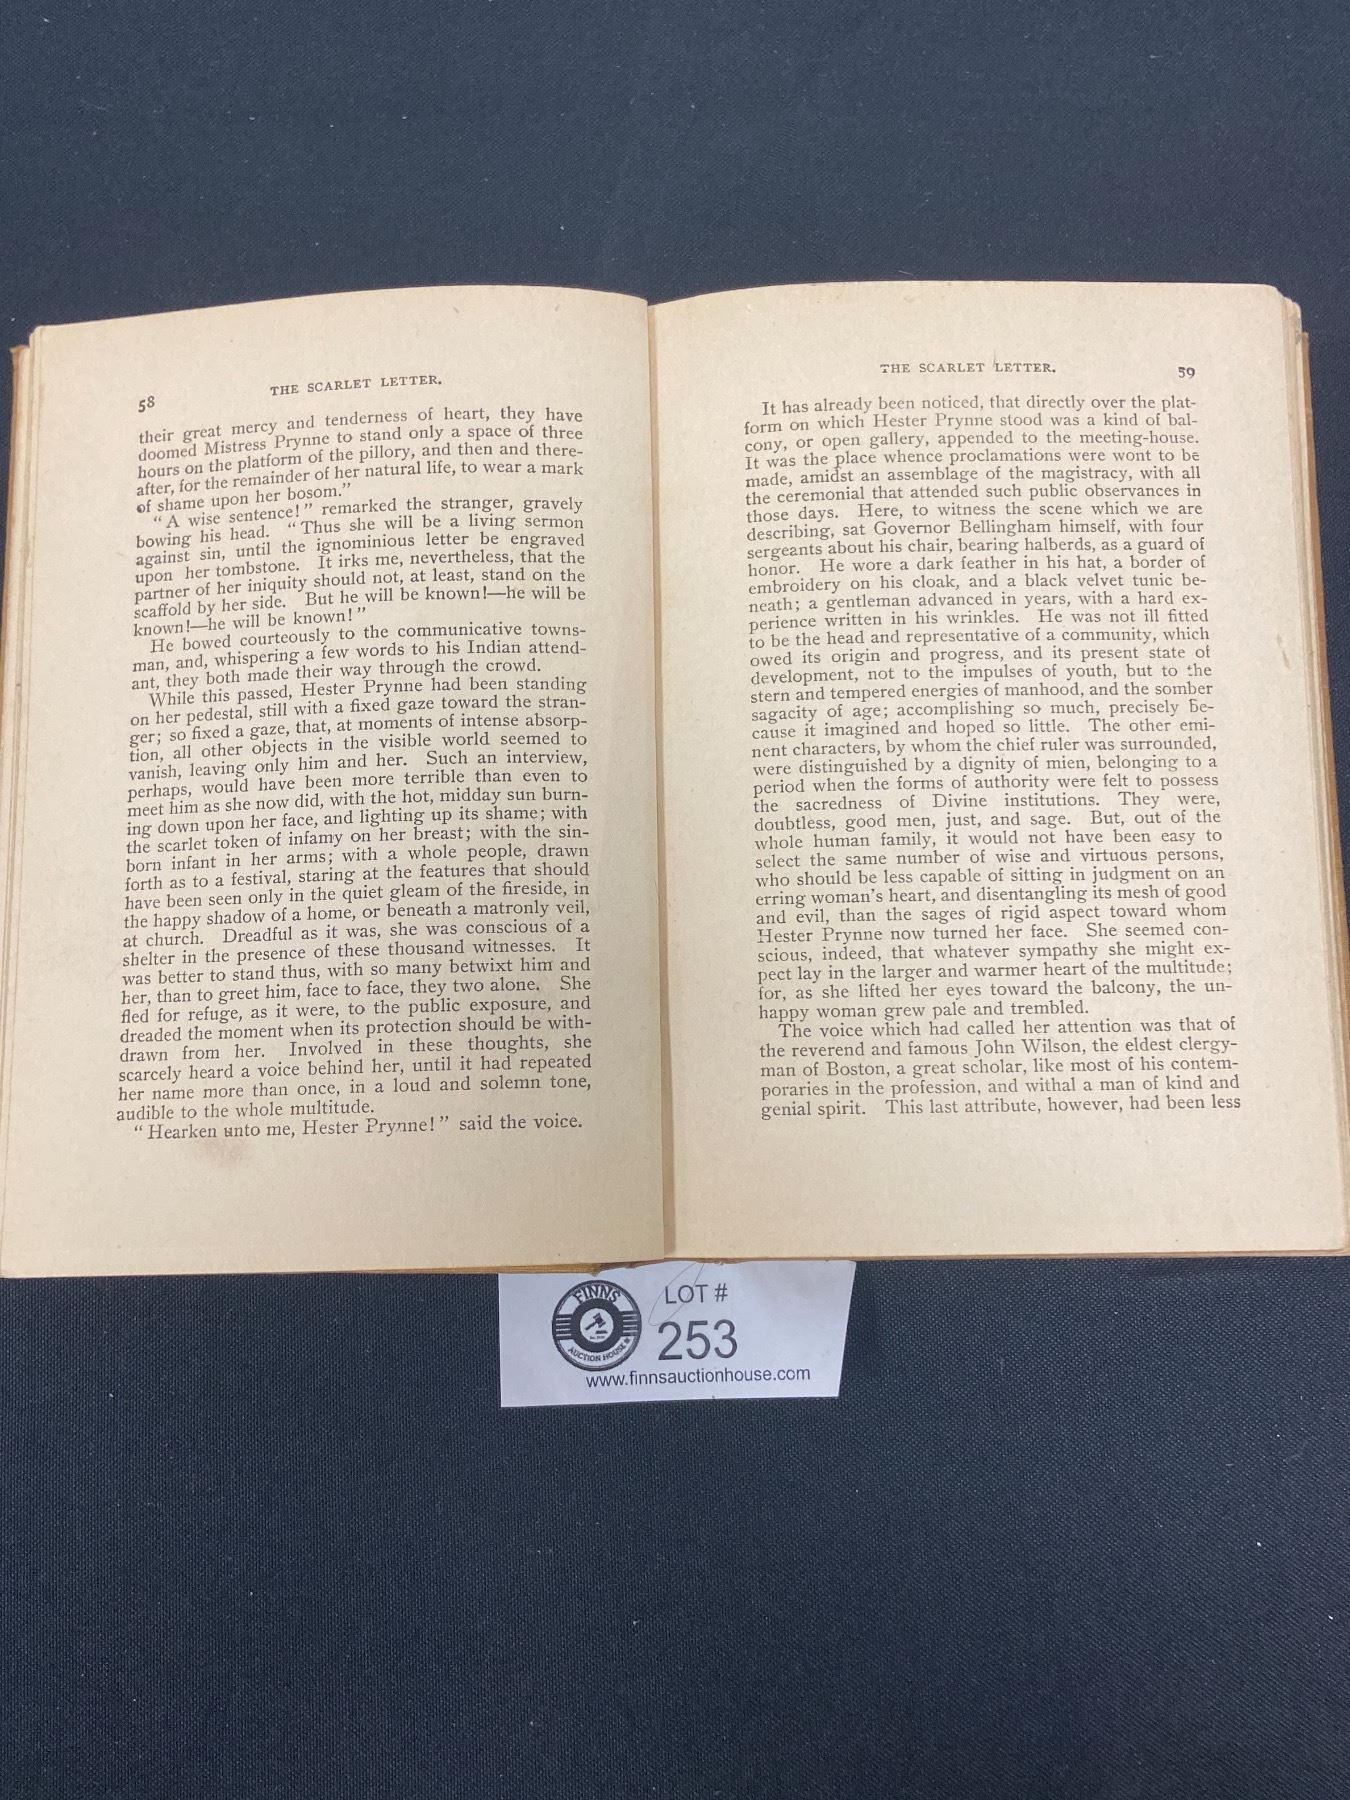 58
THE SCARLET LETTER.
their great mercy and tenderness of heart, they have
doomed Mistress Prynne to stand only a space of three
hours on the platform of the pillory, and then and there-
after, for the remainder of her natural life, to wear a mark
of shame upon her bosom."
"A wise sentence!" remarked the stranger, gravely
bowing his head. "Thus she will be a living sermon
against sin, until the ignominious letter be engraved
upon her tombstone. It irks me, nevertheless, that the
partner of her iniquity should not, at least, stand on the
scaffold by her side. But he will be known!—he will be
known!—he will be known!"
He bowed courteously to the communicative towns-
man, and, whispering a few words to his Indian attend-
ant, they both made their way through the crowd.
While this passed, Hester Prynne had been standing
on her pedestal, still with a fixed gaze toward the stran-
ger; so fixed a gaze, that, at moments of intense absorp-
tion, all other objects in the visible world seemed to
vanish, leaving only him and her. Such an interview,
perhaps, would have been more terrible than even to
meet him as she now did, with the hot, midday sun burn-
ing down upon her face, and lighting up its shame; with
the scarlet token of infamy on her breast; with the sin-
born infant in her arms; with a whole people, drawn
forth as to a festival, staring at the features that should
have been seen only in the quiet gleam of the fireside, in
the happy shadow of a home, or beneath a matronly veil,
at church. Dreadful as it was, she was conscious of a
shelter in the presence of these thousand witnesses. It
was better to stand thus, with so many betwixt him and
her, than to greet him, face to face, they two alone. She
fled for refuge, as it were, to the public exposure, and
dreaded the moment when its protection should be with-
drawn from her. Involved in these thoughts, she
scarcely heard a voice behind her, until it had repeated
her name more than once, in a loud and solemn tone,
audible to the whole multitude.
"Hearken unto me, Hester Prynne!" said the voice.
THE SCARLET LETTER.
59
It has already been noticed, that directly over the plat-
form on which Hester Prynne stood was a kind of bal-
cony, or open gallery, appended to the meeting-house.
It was the place whence proclamations were wont to be
made, amidst an assemblage of the magistracy, with all
the ceremonial that attended such public observances in
those days. Here, to witness the scene which we are
describing, sat Governor Bellingham himself, with four
sergeants about his chair, bearing halberds, as a guard of
honor. He wore a dark feather in his hat, a border of
embroidery on his cloak, and a black velvet tunic be-
neath; a gentleman advanced in years, with a hard ex-
perience written in his wrinkles. He was not ill fitted
to be the head and representative of a community, which
owed its origin and progress, and its present state of
development, not to the impulses of youth, but to the
stern and tempered energies of manhood, and the somber
sagacity of age; accomplishing so much, precisely be-
cause it imagined and hoped so little. The other emi-
nent characters, by whom the chief ruler was surrounded,
were distinguished by a dignity of mien, belonging to a
period when the forms of authority were felt to possess
the sacredness of Divine institutions. They were,
doubtless, good men, just, and sage. But, out of the
whole human family, it would not have been easy to
select the same number of wise and virtuous persons,
who should be less capable of sitting in judgment on an
erring woman's heart, and disentangling its mesh of good
and evil, than the sages of rigid aspect toward whom
Hester Prynne now turned her face. She seemed con-
scious, indeed, that whatever sympathy she might ex-
pect lay in the larger and warmer heart of the multitude;
for, as she lifted her eyes toward the balcony, the un-
happy woman grew pale and trembled.
The voice which had called her attention was that of
the reverend and famous John Wilson, the eldest clergy-
man of Boston, a great scholar, like most of his contem-
poraries in the profession, and withal a man of kind and
genial spirit. This last attribute, however, had been less
FINNS
AUCTION HOUSE
LOT #
253
www.finnsauctionhouse.com